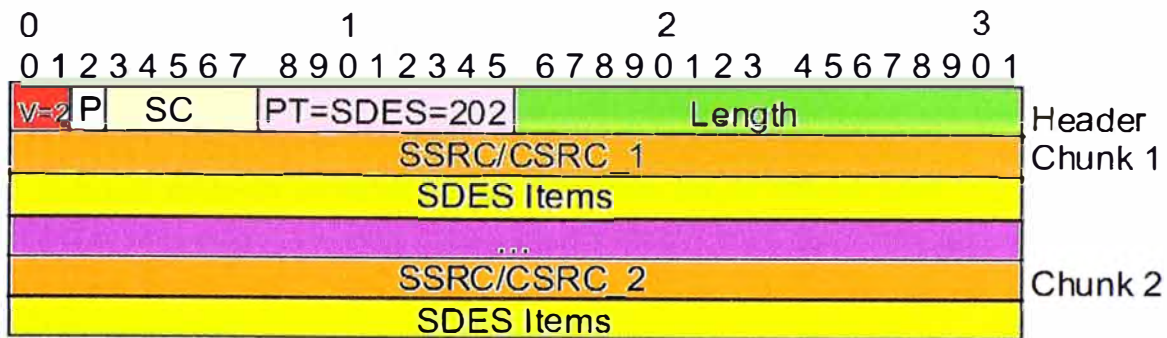 0 1 2 3
0 1 2 3 4 5 6 7 8 9 0 1 2 3 4 5 6 7 8 9 0 1 2 3 4 5 6 7 8 9 0 1
V=2 P SC PT=SDES=202 Length Header
SSRC/CSRC_1 Chunk 1
SDES Items
...
SSRC/CSRC_2 Chunk 2
SDES Items